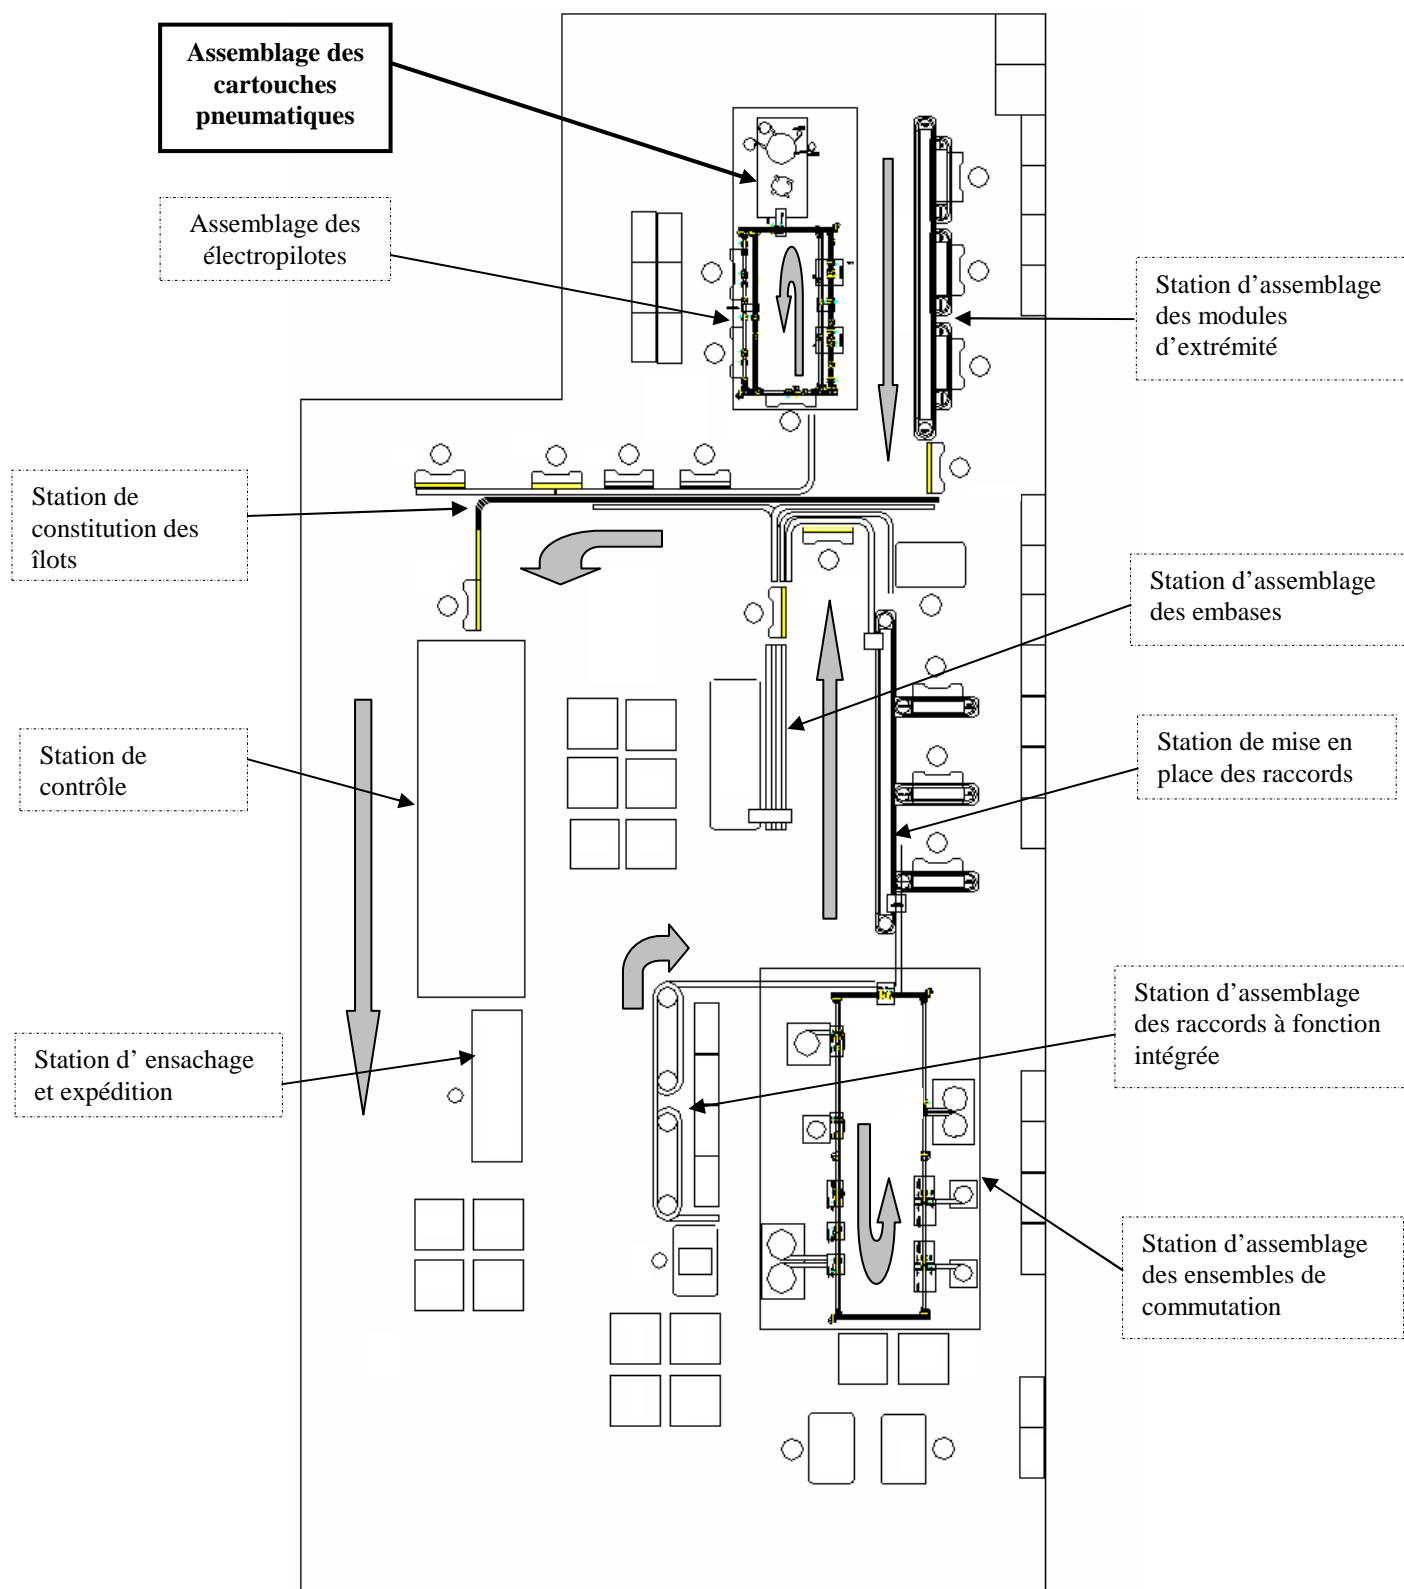 Assemblage des
cartouches
pneumatiques
Assemblage des
électropilotes
Station d’assemblage
des modules
d’extrémité
Station de
constitution des
îlots
Station d’assemblage
des embases
Station de
contrôle
Station de mise en
place des raccords
Station d’assemblage
des raccords à fonction
intégrée
Station d’ ensachage
et expédition
Station d’assemblage
des ensembles de
commutation